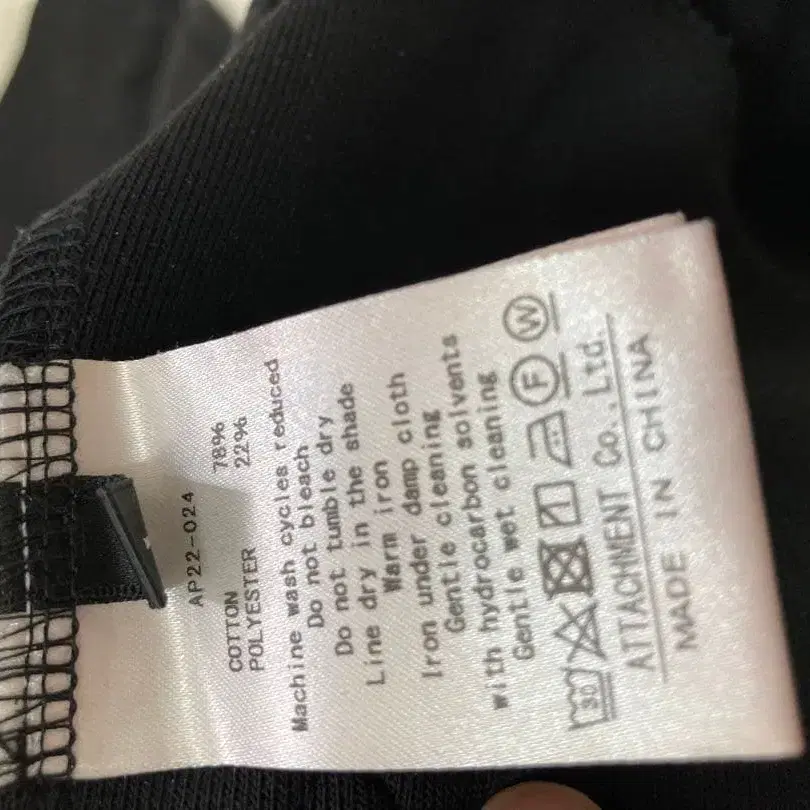 AP22-024
COTTON 78%
POLYESTER 22%
Machine wash cycles reduced
Do not bleach
Do not tumble dry
Line dry in the shade
Warm iron
Iron under damp cloth
Gentle cleaning
with hydrocarbon solvents
Gentle wet cleaning
30 F W
ATTACHMENT Co.,Ltd.
MADE IN CHINA